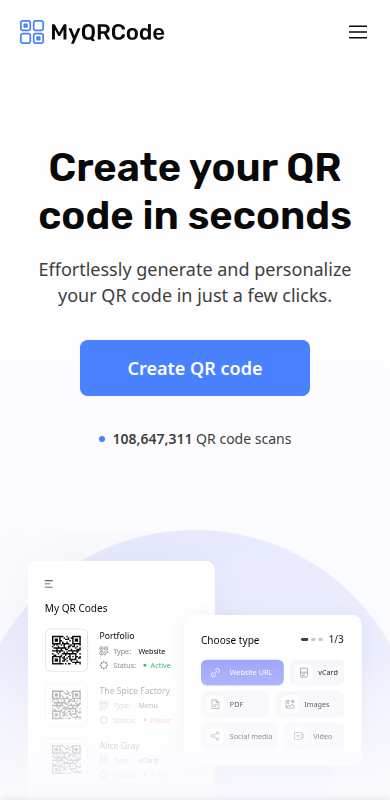 MyQRCode
Create your QR
code in seconds
Effortlessly generate and personalize
your QR code in just a few clicks.
Create QR code
108,647,311 QR code scans
My QR Codes
Portfolio
Type: Website
Status: Active
The Spice Factory
Type: Menu
Status:
Alice Gray
Type: vCard
Choose type
1/3
Website URL
vCard
PDF
Images
Social media
Video